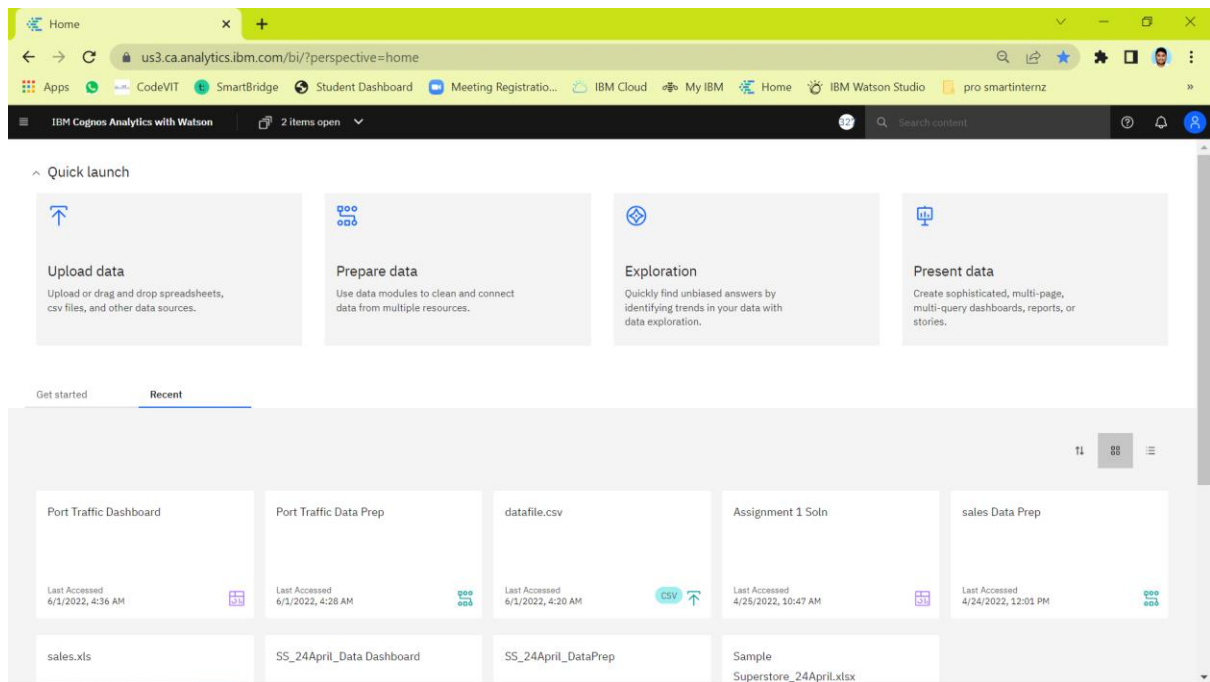 Home
us3.ca.analytics.ibm.com/bi/?perspective=home
Apps CodeVIT SmartBridge Student Dashboard Meeting Registratio... IBM Cloud My IBM Home IBM Watson Studio pro smartinternz »
IBM Cognos Analytics with Watson 2 items open Search content
Quick launch
Upload data
Upload or drag and drop spreadsheets,
csv files, and other data sources.
Prepare data
Use data modules to clean and connect
data from multiple resources.
Exploration
Quickly find unbiased answers by
identifying trends in your data with
data exploration.
Present data
Create sophisticated, multi-page,
multi-query dashboards, reports, or
stories.
Get started Recent
Port Traffic Dashboard
Last Accessed
6/1/2022, 4:36 AM
Port Traffic Data Prep
Last Accessed
6/1/2022, 4:28 AM
datafile.csv
Last Accessed
6/1/2022, 4:20 AM
CSV
Assignment 1 Soln
Last Accessed
4/25/2022, 10:47 AM
sales Data Prep
Last Accessed
4/24/2022, 12:01 PM
sales.xls
SS_24April_Data Dashboard
SS_24April_DataPrep
Sample
Superstore_24April.xlsx